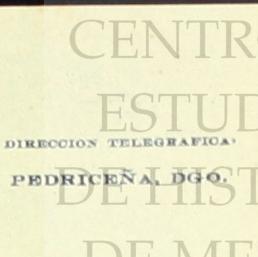 CENTR
ESTUD
DIRECCION TELEGRAFICA:
PEDRICEÑA, DGO.
DE HIST
DE ME